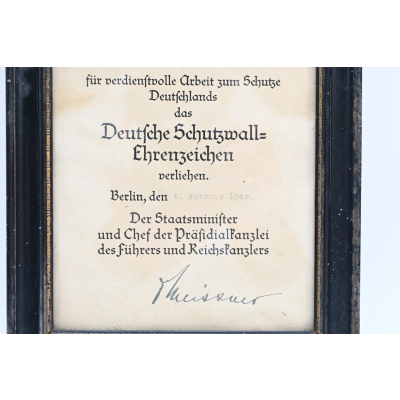 für verdienstvolle Arbeit zum Schutze
Deutschlands
das
Deutsche Schutzwall=
Ehrenzeichen
verliehen.
Berlin, den 1. Februar 1940.
Der Staatsminister
und Chef der Präsidialkanzlei
des Führers und Reichskanzlers
Meissner